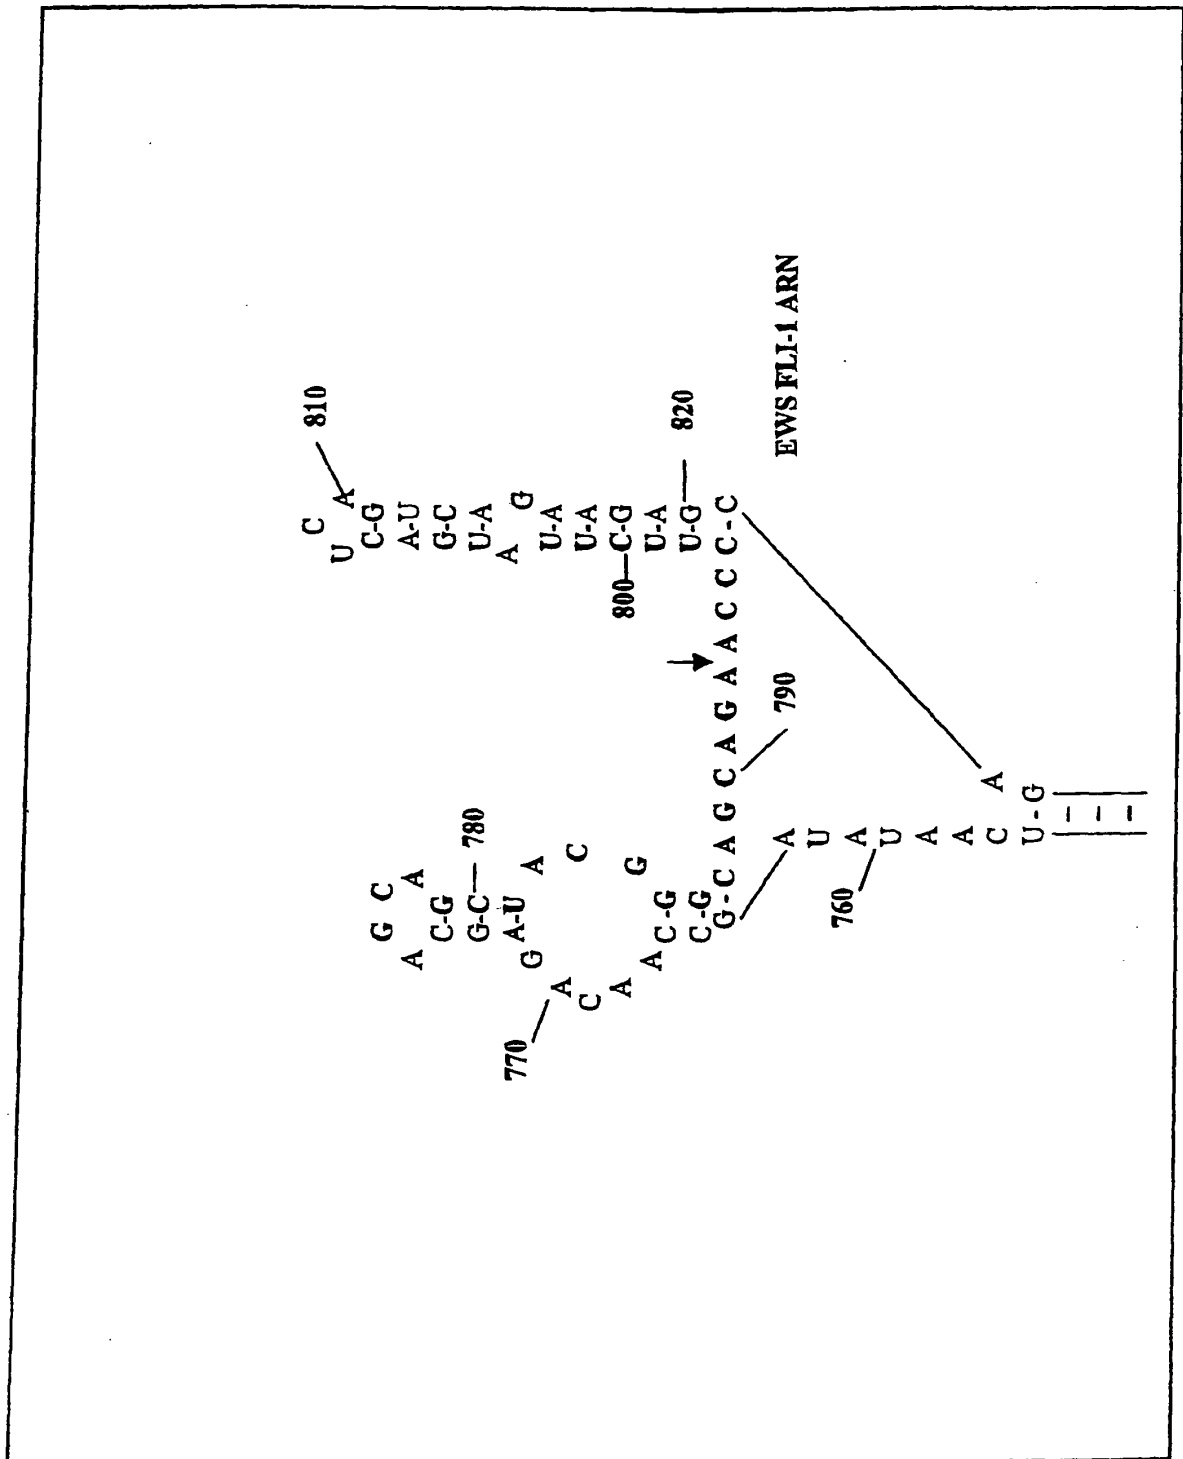 G C
A A
C-G
G-C 780
A-U
G A
770 A C
C
A G
A
C-G
C-G
U C
A 810
C-G
A-U
G-C
U-A
A G
U-A
U-A
800 C-G
U-A
U-G 820
G-C A G C A G A A C C C-C
790
EWS FLI-1 ARN
A
U
A
760 U
A
A
C A
U-G